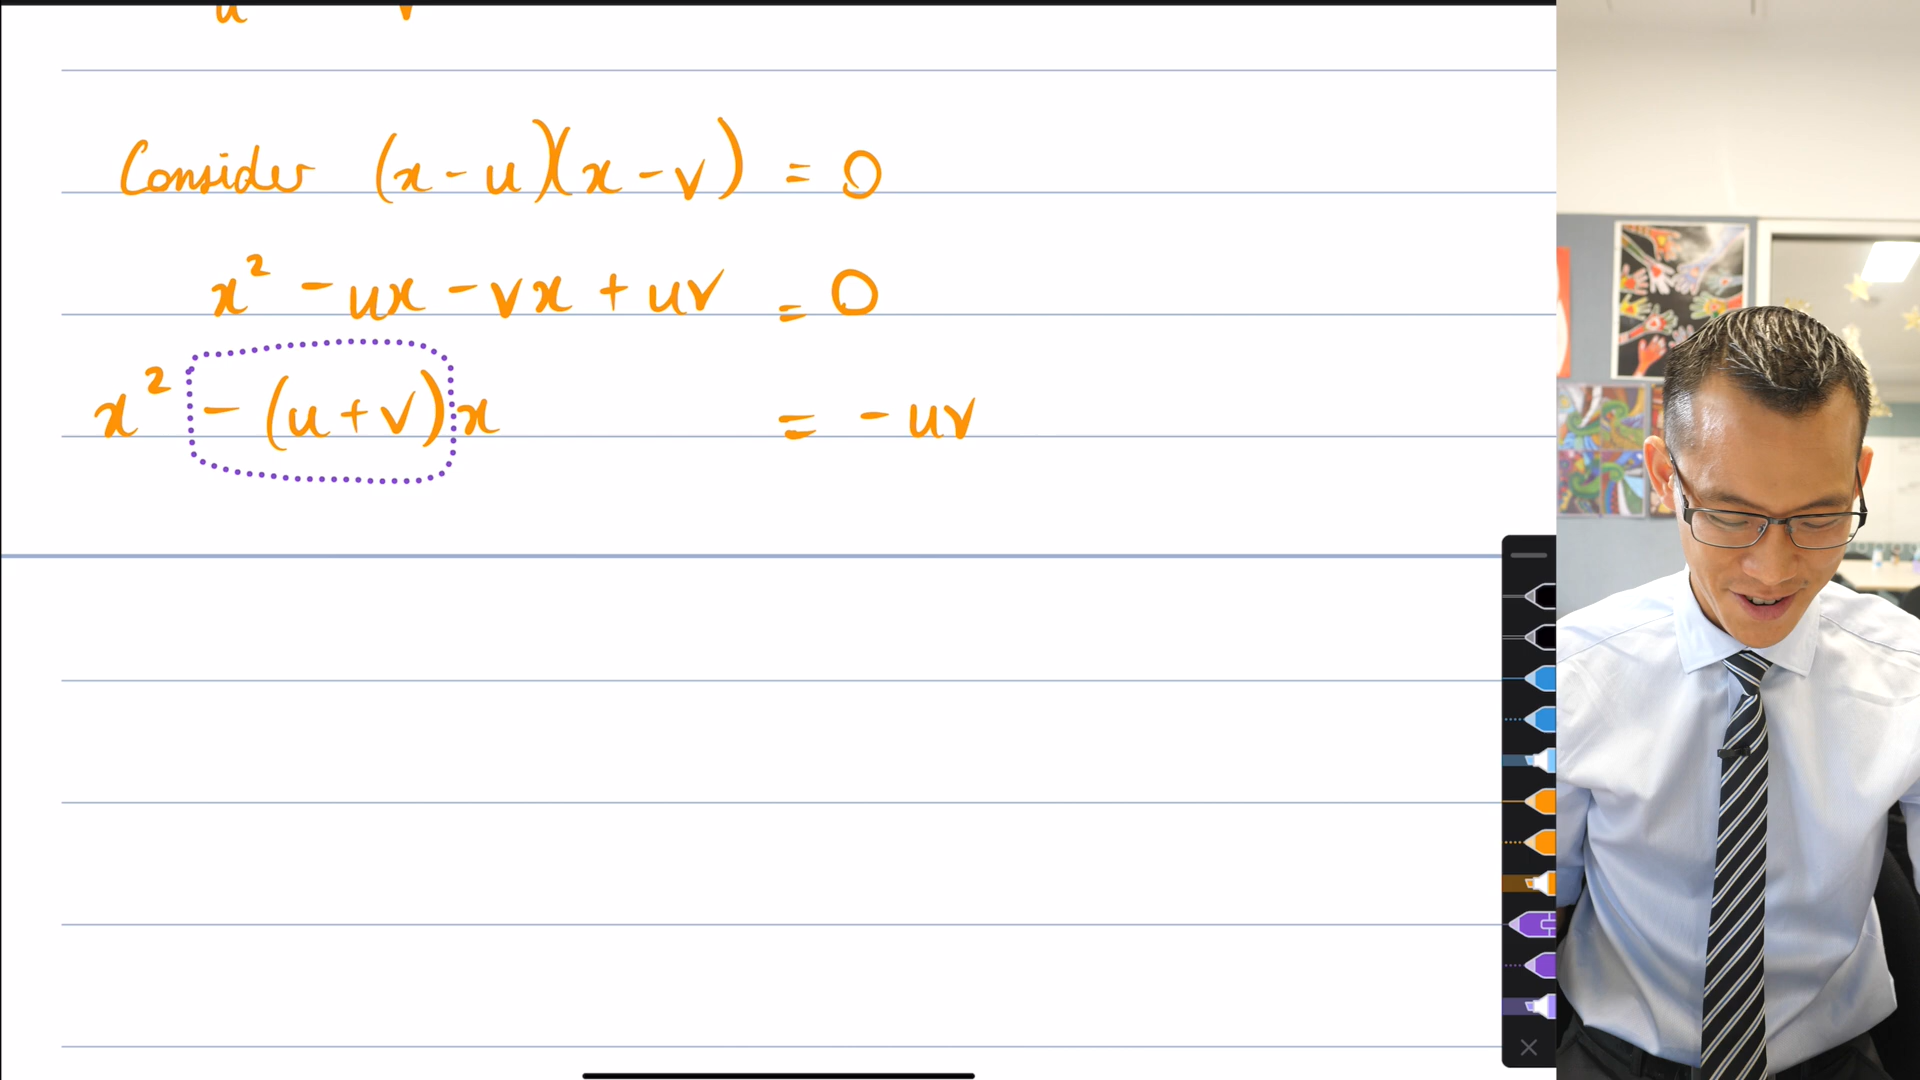 u v
Consider (x - u)(x - v) = 0
x² - ux - vx + uv = 0
x² - (u + v)x = - uv